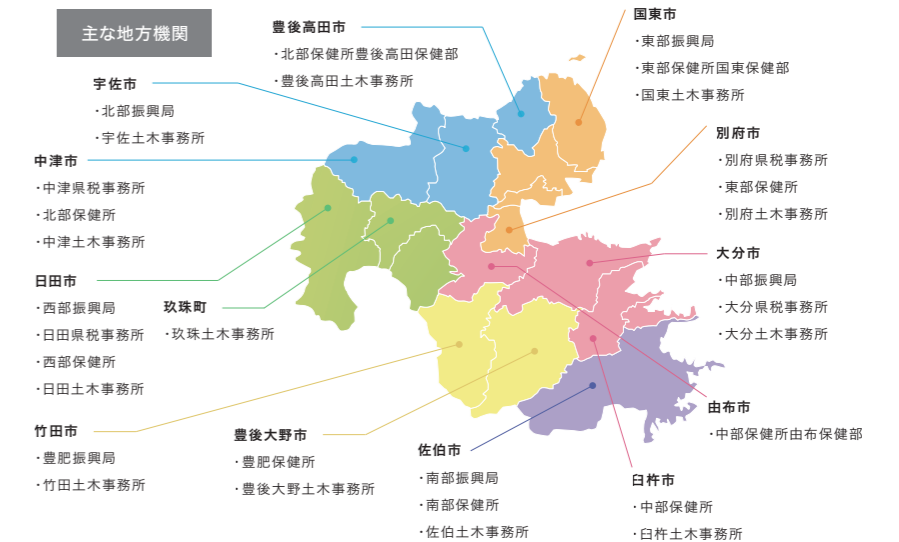 主な地方機関
豊後高田市
・北部保健所豊後高田保健部
・豊後高田土木事務所
国東市
・東部振興局
・東部保健所国東保健部
・国東土木事務所
宇佐市
・北部振興局
・宇佐土木事務所
別府市
・別府県税事務所
・東部保健所
・別府土木事務所
中津市
・中津県税事務所
・北部保健所
・中津土木事務所
大分市
・中部振興局
・大分県税事務所
・大分土木事務所
日田市
・西部振興局
・日田県税事務所
・西部保健所
・日田土木事務所
玖珠町
・玖珠土木事務所
由布市
・中部保健所由布保健部
竹田市
・豊肥振興局
・竹田土木事務所
豊後大野市
・豊肥保健所
・豊後大野土木事務所
佐伯市
・南部振興局
・南部保健所
・佐伯土木事務所
臼杵市
・中部保健所
・臼杵土木事務所